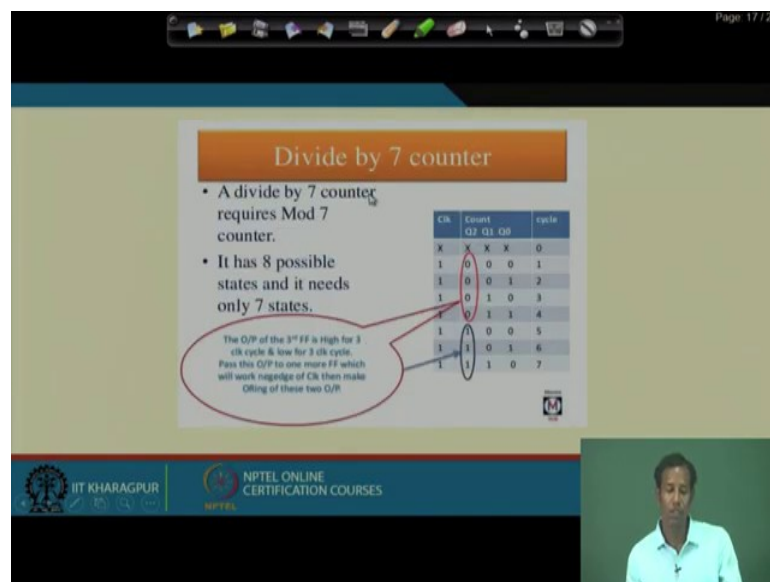 Page: 17/2
Divide by 7 counter
• A divide by 7 counter
requires Mod 7
counter.
• It has 8 possible
states and it needs
only 7 states.
The O/P of the 3rd FF is High for 3
clk cycle & low for 3 clk cycle.
Pass this O/P to one more FF which
will work negedge of Clk then make
ORing of these two O/P.
Clk Count cycle
Q2 Q1 Q0
X X X X 0
1 0 0 0 1
1 0 0 1 2
1 0 1 0 3
1 0 1 1 4
1 1 0 0 5
1 1 0 1 6
1 1 1 0 7
IIT KHARAGPUR
NPTEL
NPTEL ONLINE
CERTIFICATION COURSES